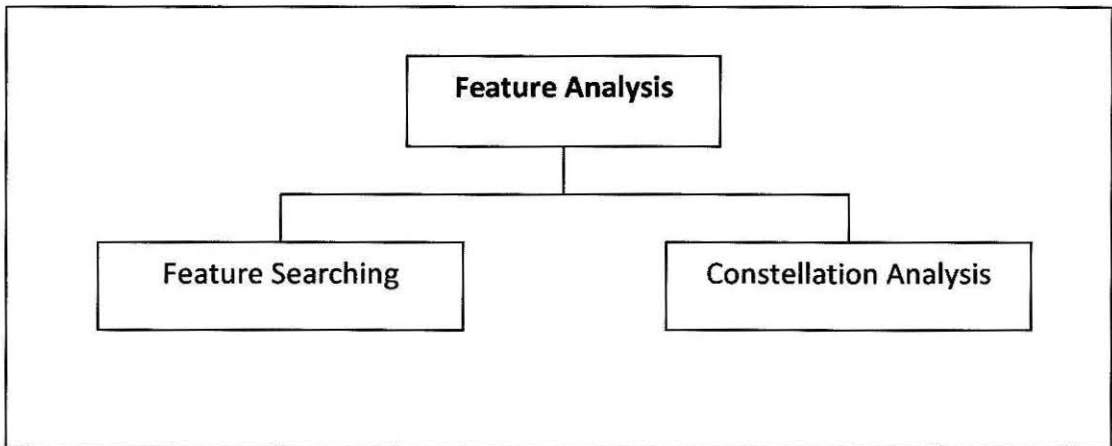 Feature Analysis
Feature Searching
Constellation Analysis